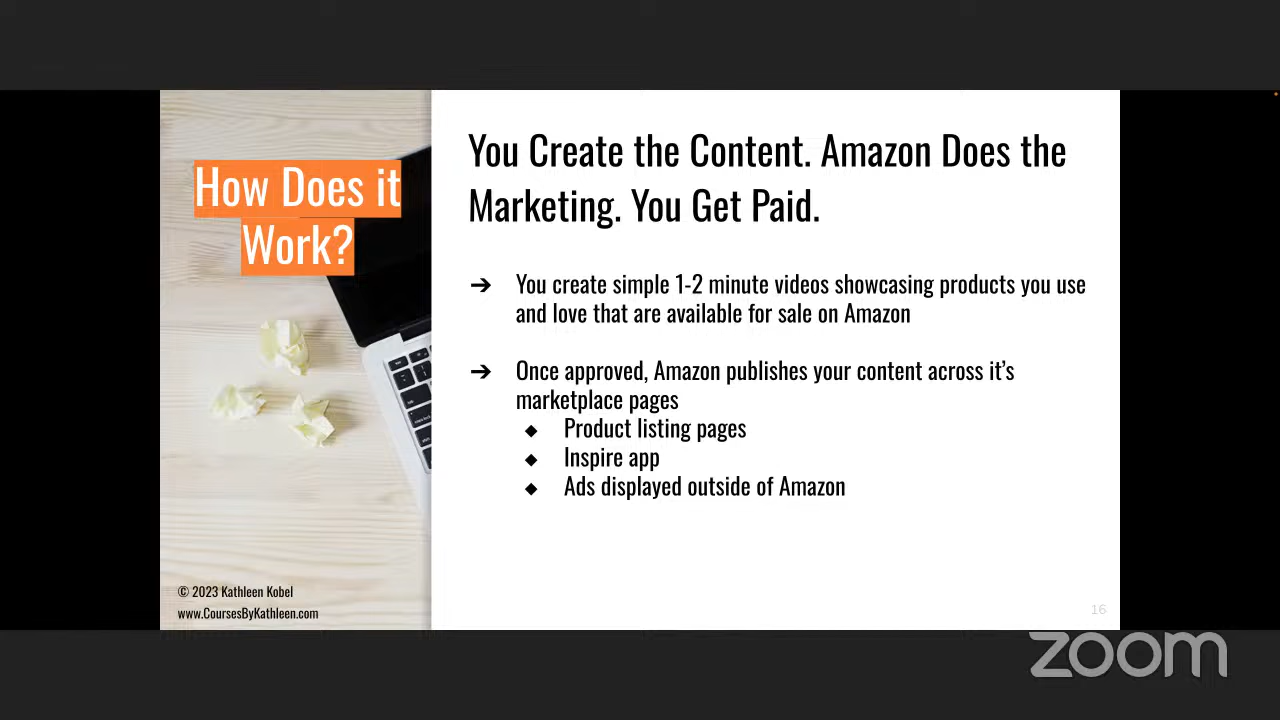 How Does it
Work?
You Create the Content. Amazon Does the
Marketing. You Get Paid.
➔ You create simple 1-2 minute videos showcasing products you use
and love that are available for sale on Amazon
➔ Once approved, Amazon publishes your content across it’s
marketplace pages
◆ Product listing pages
◆ Inspire app
◆ Ads displayed outside of Amazon
© 2023 Kathleen Kobel
www.CoursesByKathleen.com
16
zoom